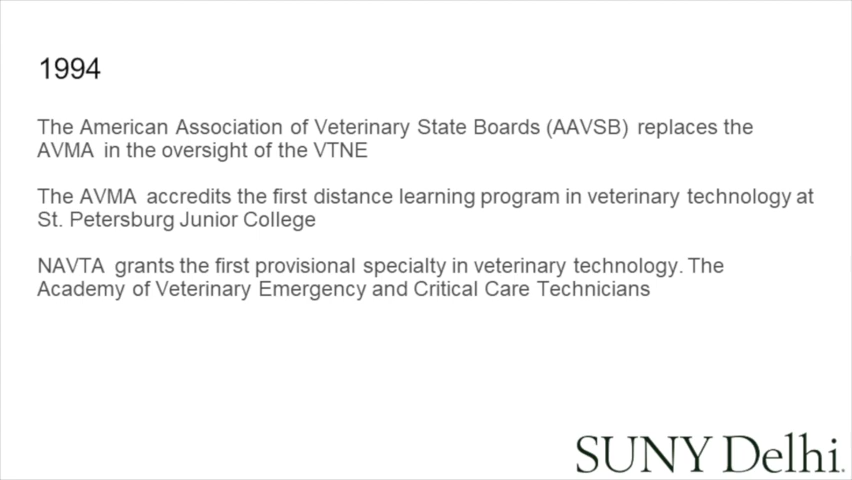 1994
The American Association of Veterinary State Boards (AAVSB) replaces the
AVMA in the oversight of the VTNE
The AVMA accredits the first distance learning program in veterinary technology at
St. Petersburg Junior College
NAVTA grants the first provisional specialty in veterinary technology. The
Academy of Veterinary Emergency and Critical Care Technicians
SUNY Delhi.